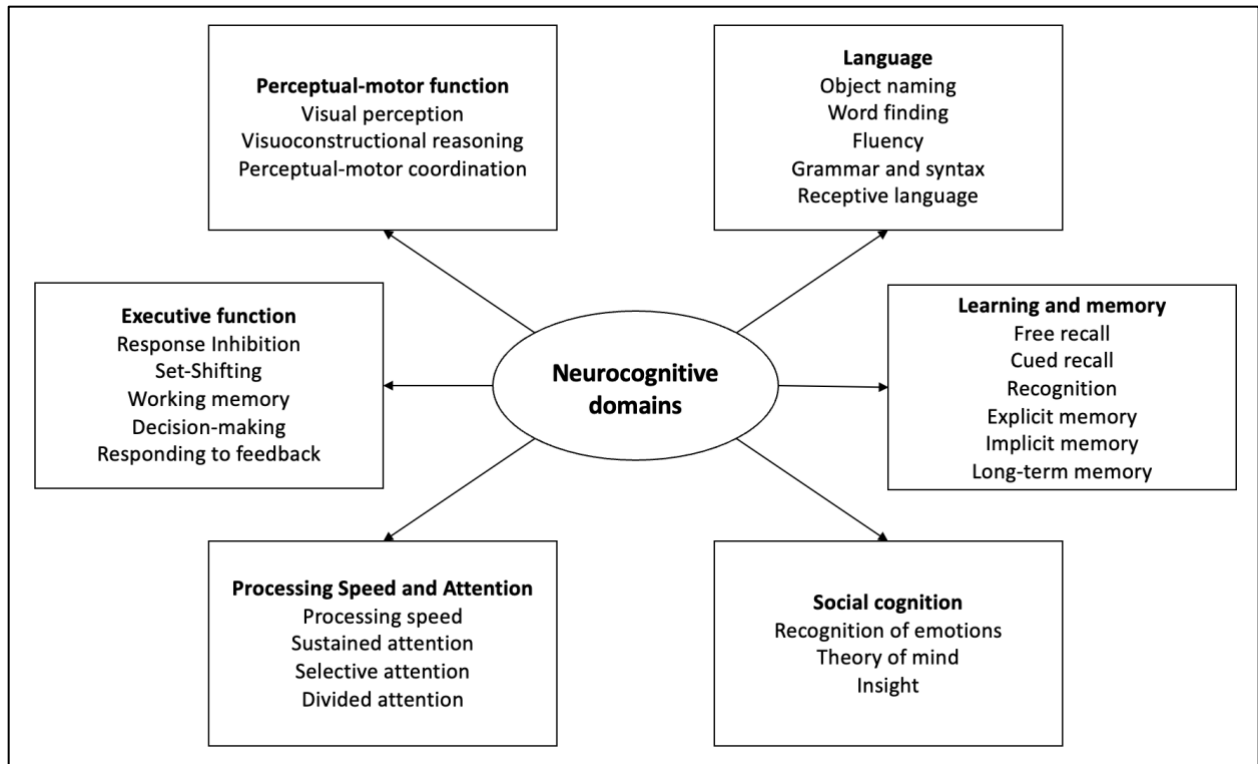 Perceptual-motor function
Visual perception
Visuoconstructional reasoning
Perceptual-motor coordination
Language
Object naming
Word finding
Fluency
Grammar and syntax
Receptive language
Executive function
Response Inhibition
Set-Shifting
Working memory
Decision-making
Responding to feedback
Neurocognitive
domains
Learning and memory
Free recall
Cued recall
Recognition
Explicit memory
Implicit memory
Long-term memory
Processing Speed and Attention
Processing speed
Sustained attention
Selective attention
Divided attention
Social cognition
Recognition of emotions
Theory of mind
Insight